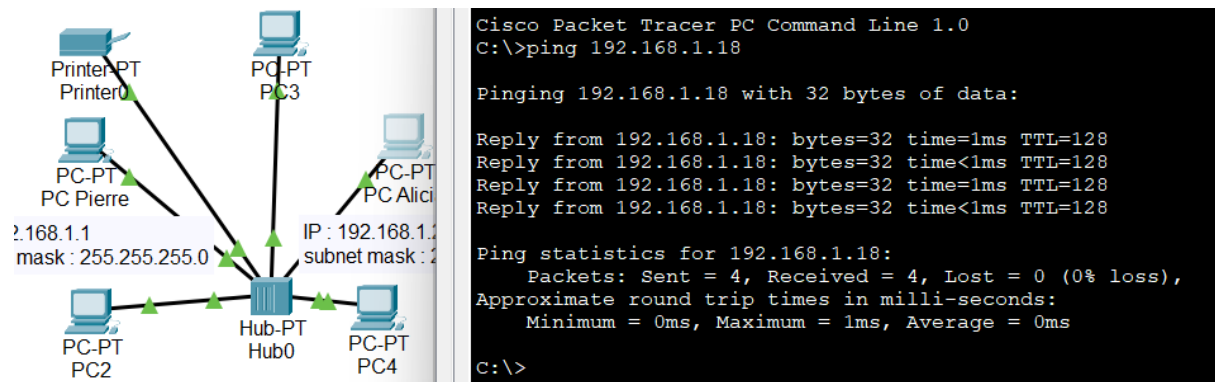 Printer-PT
Printer0
PC-PT
PC3
PC-PT
PC Pierre
PC-PT
PC Alici
2.168.1.1
mask : 255.255.255.0
IP : 192.168.1.2
subnet mask : 2
Hub-PT
Hub0
PC-PT
PC2
PC-PT
PC4
Cisco Packet Tracer PC Command Line 1.0
C:\>ping 192.168.1.18
Pinging 192.168.1.18 with 32 bytes of data:
Reply from 192.168.1.18: bytes=32 time=1ms TTL=128
Reply from 192.168.1.18: bytes=32 time<1ms TTL=128
Reply from 192.168.1.18: bytes=32 time=1ms TTL=128
Reply from 192.168.1.18: bytes=32 time<1ms TTL=128
Ping statistics for 192.168.1.18:
Packets: Sent = 4, Received = 4, Lost = 0 (0% loss),
Approximate round trip times in milli-seconds:
Minimum = 0ms, Maximum = 1ms, Average = 0ms
C:\>